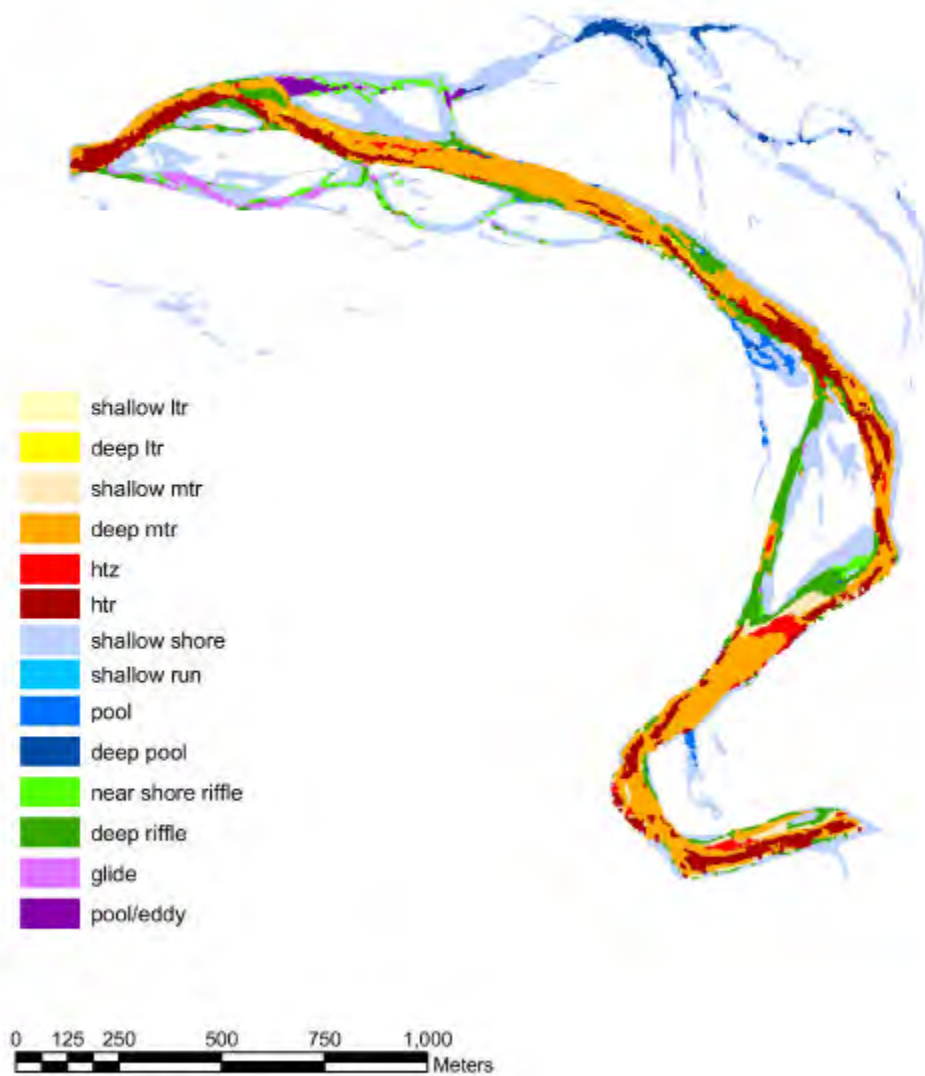 shallow ltr
deep ltr
shallow mtr
deep mtr
htz
htr
shallow shore
shallow run
pool
deep pool
near shore riffle
deep riffle
glide
pool/eddy
0 125 250 500 750 1,000
Meters